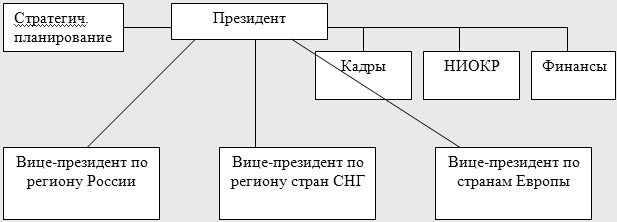 Стратегич.
планирование
Президент
Кадры
НИОКР
Финансы
Вице-президент по
региону России
Вице-президент по
региону стран СНГ
Вице-президент по
странам Европы